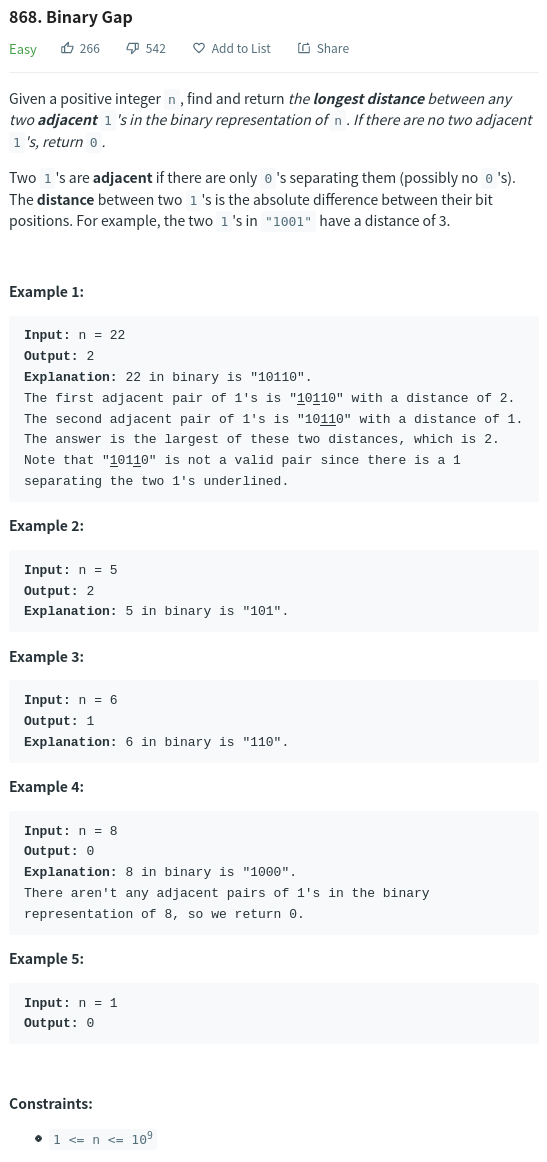 868. Binary Gap
Easy 266 542 Add to List Share
Given a positive integer n, find and return the longest distance between any
two adjacent 1's in the binary representation of n. If there are no two adjacent
1's, return 0.
Two 1's are adjacent if there are only 0's separating them (possibly no 0's).
The distance between two 1's is the absolute difference between their bit
positions. For example, the two 1's in "1001" have a distance of 3.
Example 1:
Input: n = 22
Output: 2
Explanation: 22 in binary is "10110".
The first adjacent pair of 1's is "10110" with a distance of 2.
The second adjacent pair of 1's is "10110" with a distance of 1.
The answer is the largest of these two distances, which is 2.
Note that "10110" is not a valid pair since there is a 1
separating the two 1's underlined.
Example 2:
Input: n = 5
Output: 2
Explanation: 5 in binary is "101".
Example 3:
Input: n = 6
Output: 1
Explanation: 6 in binary is "110".
Example 4:
Input: n = 8
Output: 0
Explanation: 8 in binary is "1000".
There aren't any adjacent pairs of 1's in the binary
representation of 8, so we return 0.
Example 5:
Input: n = 1
Output: 0
Constraints:
• 1 <= n <= 10⁹